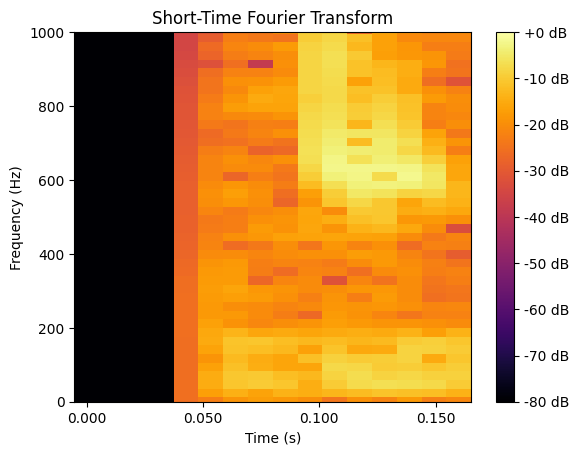 Short-Time Fourier Transform
1000
800
600
400
200
0
Frequency (Hz)
0.000
0.050
0.100
0.150
Time (s)
+0 dB
-10 dB
-20 dB
-30 dB
-40 dB
-50 dB
-60 dB
-70 dB
-80 dB